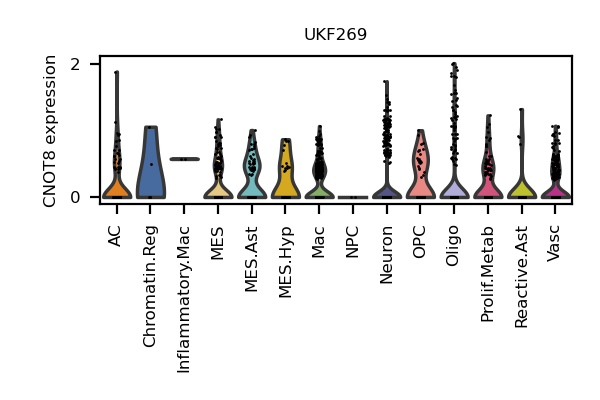 UKF269
CNOT8 expression
2
0
AC
Chromatin.Reg
Inflammatory.Mac
MES
MES.Ast
MES.Hyp
Mac
NPC
Neuron
OPC
Oligo
Prolif.Metab
Reactive.Ast
Vasc